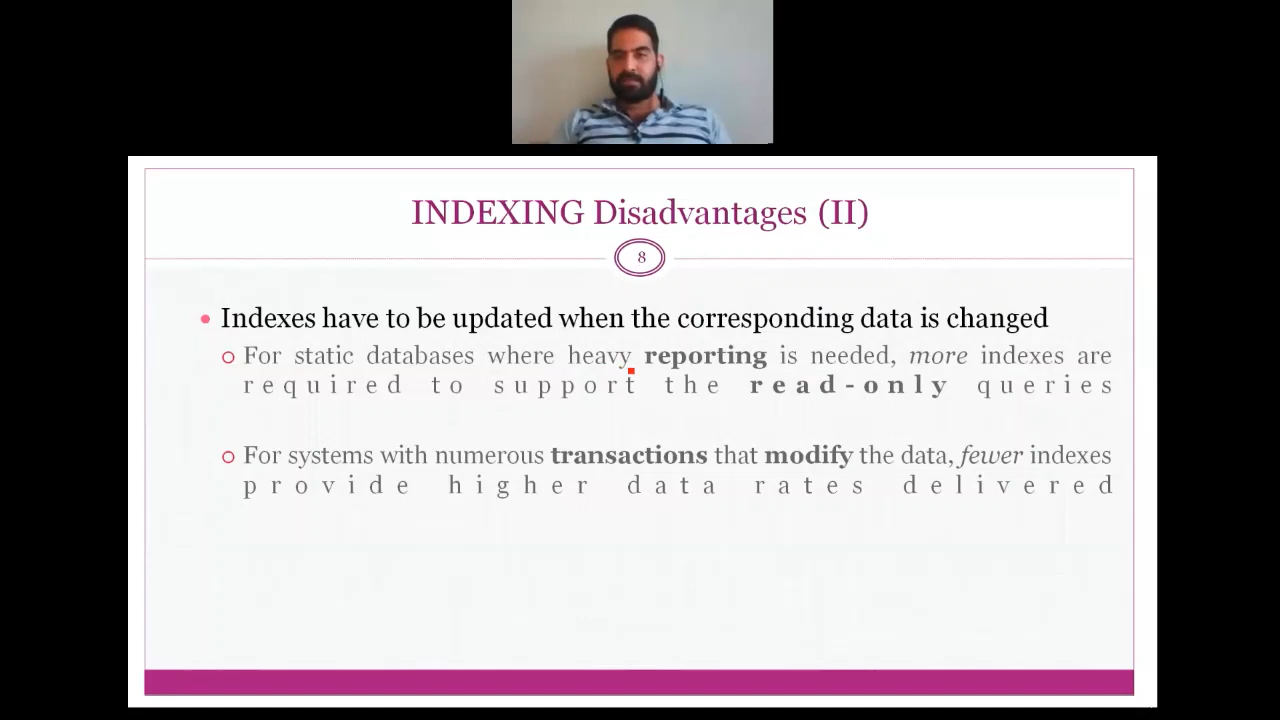 INDEXING Disadvantages (II)
8
Indexes have to be updated when the corresponding data is changed
For static databases where heavy reporting is needed, more indexes are
required to support the read-only queries
For systems with numerous transactions that modify the data, fewer indexes
provide higher data rates delivered